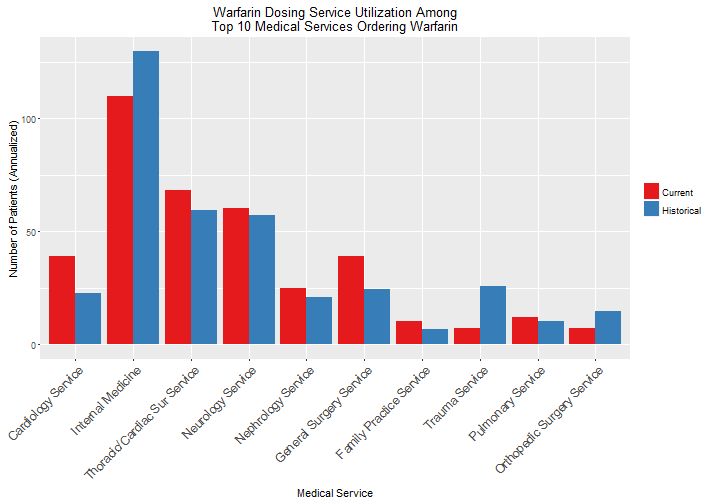 Warfarin Dosing Service Utilization Among
Top 10 Medical Services Ordering Warfarin
Number of Patients (Annualized)
100
50
0
Current
Historical
Cardiology Service
Internal Medicine
Thoracic/Cardiac Sur Service
Neurology Service
Nephrology Service
General Surgery Service
Family Practice Service
Trauma Service
Pulmonary Service
Orthopedic Surgery Service
Medical Service